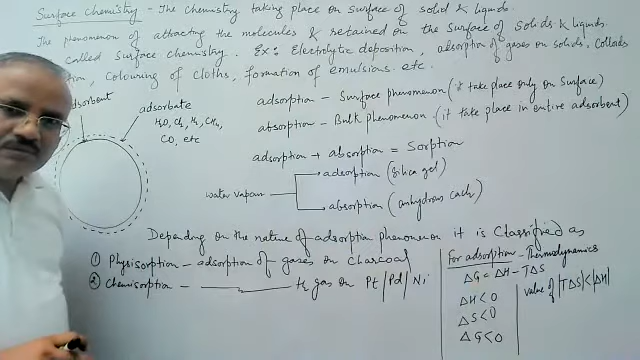 Surface Chemistry - The chemistry taking place on surface of solid & liquids.
The phenomenon of attracting the molecules & retained on the surface of solids & liquids
called surface chemistry. Ex: Electrolytic deposition, absorption of gases on solids, Colloids
tion, Colouring of cloths, formation of emulsions etc.
adsorbent
adsorbate
H2O, Cl2, H2, CH4,
CO, etc
adsorption - Surface phenomenon (it take place only on surface)
absorption - Bulk phenomenon (it take place in entire adsorbent)
adsorption + absorption = Sorption
water vapour
adsorption (silica gel)
absorption (anhydrous CaCl2)
Depending on the nature of adsorption phenomenon it is classified as
① Physisorption - adsorption of gases on charcoal
② Chemisorption - H2 gas on Pt/Pd/Ni
For adsorption - Thermodynamics
ΔG = ΔH - TΔS
ΔH < 0
ΔS < 0
ΔG < 0
value of |TΔS| < |ΔH|